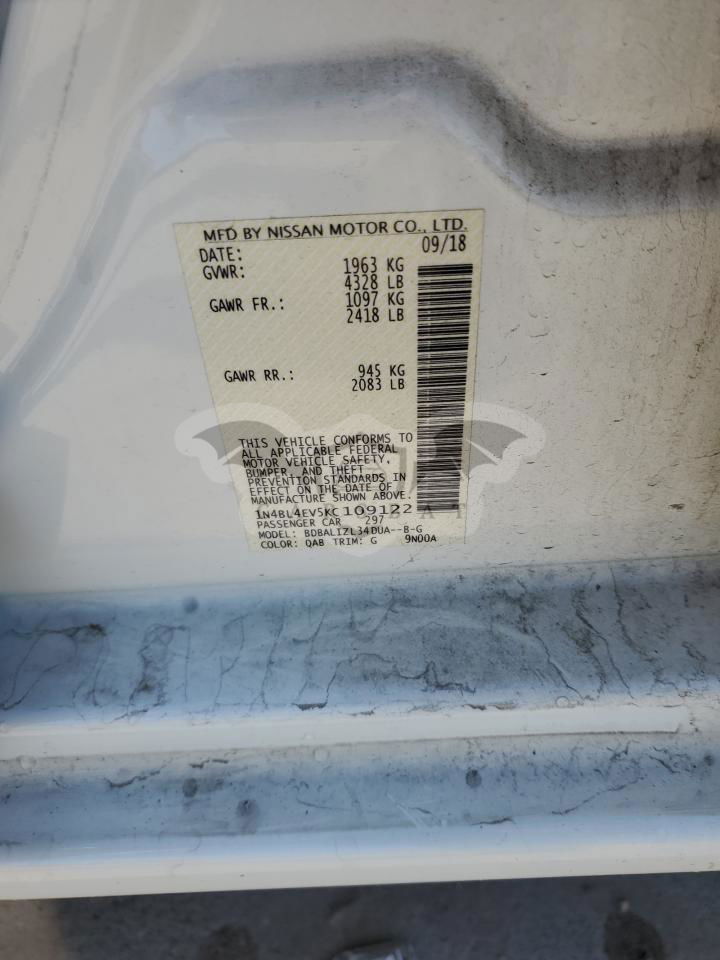 MFD BY NISSAN MOTOR CO., LTD.
DATE: 09/18
GVWR: 1963 KG
4328 LB
GAWR FR.: 1097 KG
2418 LB
GAWR RR.: 945 KG
2083 LB
THIS VEHICLE CONFORMS TO
ALL APPLICABLE FEDERAL
MOTOR VEHICLE SAFETY,
BUMPER, AND THEFT
PREVENTION STANDARDS IN
EFFECT ON THE DATE OF
MANUFACTURE SHOWN ABOVE.
1N4BL4EV5KC109122
PASSENGER CAR 297
MODEL: BDBALIZL34DUA--B-G
COLOR: QAB TRIM: G 9N00A